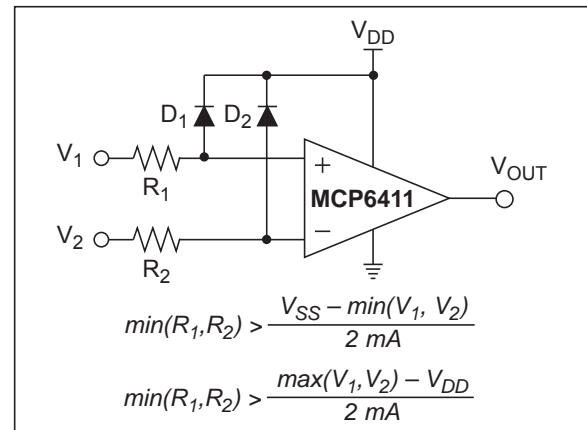 V_DD
D_1 D_2
V_1
R_1
+
MCP6411
V_OUT
V_2
R_2
−
min(R_1,R_2) > (V_SS – min(V_1, V_2)) / 2 mA
min(R_1,R_2) > (max(V_1,V_2) – V_DD) / 2 mA